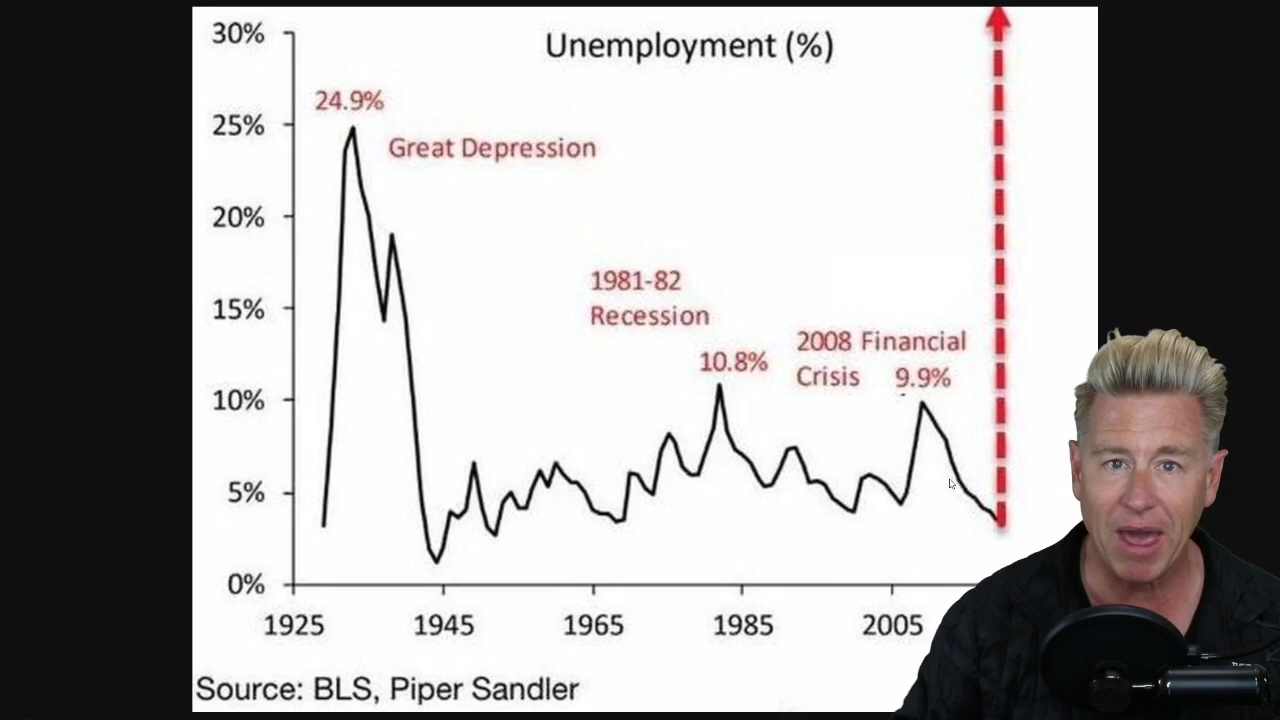 Unemployment (%)
30%
24.9%
25%
Great Depression
20%
1981-82
Recession
15%
2008 Financial
Crisis 9.9%
10.8%
10%
5%
0%
1925 1945 1965 1985 2005
Source: BLS, Piper Sandler